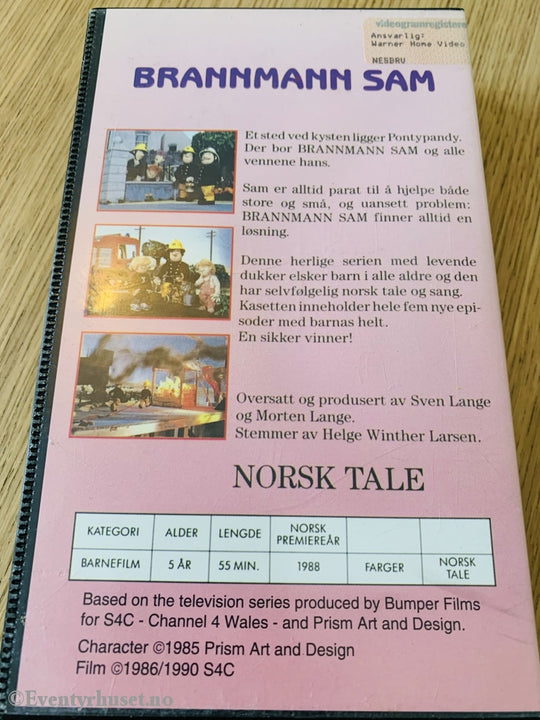 videogramregistere
Ansvarlig:
Warner Home Video
NESBRU
BRANNMANN SAM
Et sted ved kysten ligger Pontypandy.
Der bor BRANNMANN SAM og alle
vennene hans.
Sam er alltid parat til å hjelpe både
store og små, og uansett problem:
BRANNMANN SAM finner alltid en
løsning.
Denne herlige serien med levende
dukker elsker barn i alle aldre og den
har selvfølgelig norsk tale og sang.
Kasetten inneholder hele fem nye epi-
soder med barnas helt.
En sikker vinner!
Oversatt og produsert av Sven Lange
og Morten Lange.
Stemmer av Helge Winther Larsen.
NORSK TALE
KATEGORI ALDER LENGDE NORSK PREMIEREÅR
BARNEFILM 5 ÅR 55 MIN. 1988 FARGER NORSK TALE
Based on the television series produced by Bumper Films
for S4C - Channel 4 Wales - and Prism Art and Design.
Character ©1985 Prism Art and Design
Film ©1986/1990 S4C
©Eventyrhuset.no